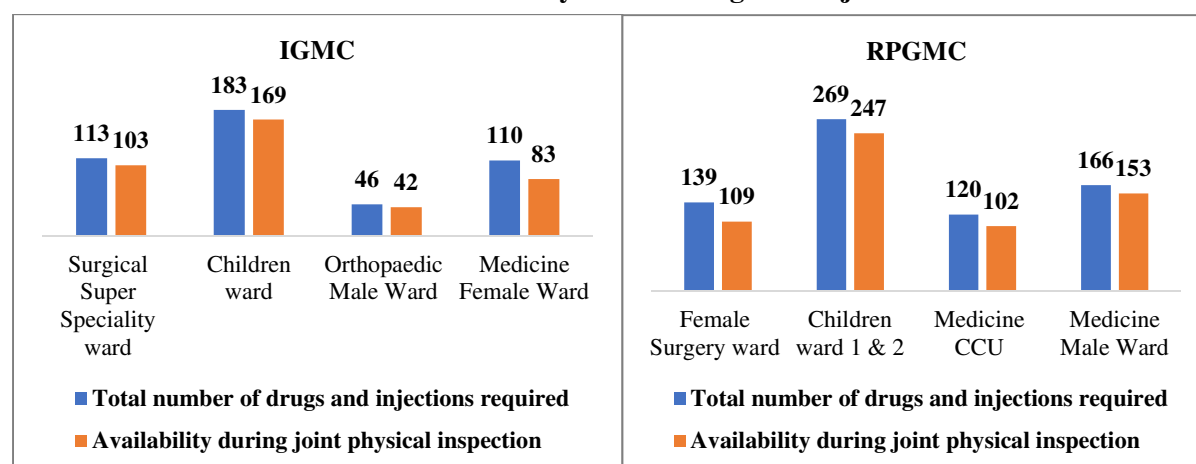 IGMC
183
169
113
103
110
83
46
42
Surgical
Super
Speciality
ward
Children
ward
Orthopaedic
Male Ward
Medicine
Female Ward
Total number of drugs and injections required
Availability during joint physical inspection
RPGMC
269
247
139
109
120
102
166
153
Female
Surgery ward
Children
ward 1 & 2
Medicine
CCU
Medicine
Male Ward
Total number of drugs and injections required
Availability during joint physical inspection